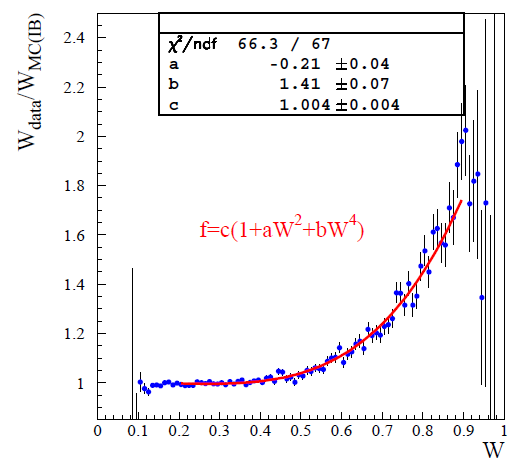 W_data/W_MC(IB)
2.4
2.2
2
1.8
1.6
1.4
1.2
1
χ²/ndf 66.3 / 67
a -0.21 ±0.04
b 1.41 ±0.07
c 1.004 ±0.004
f=c(1+aW²+bW⁴)
0 0.1 0.2 0.3 0.4 0.5 0.6 0.7 0.8 0.9 1
W